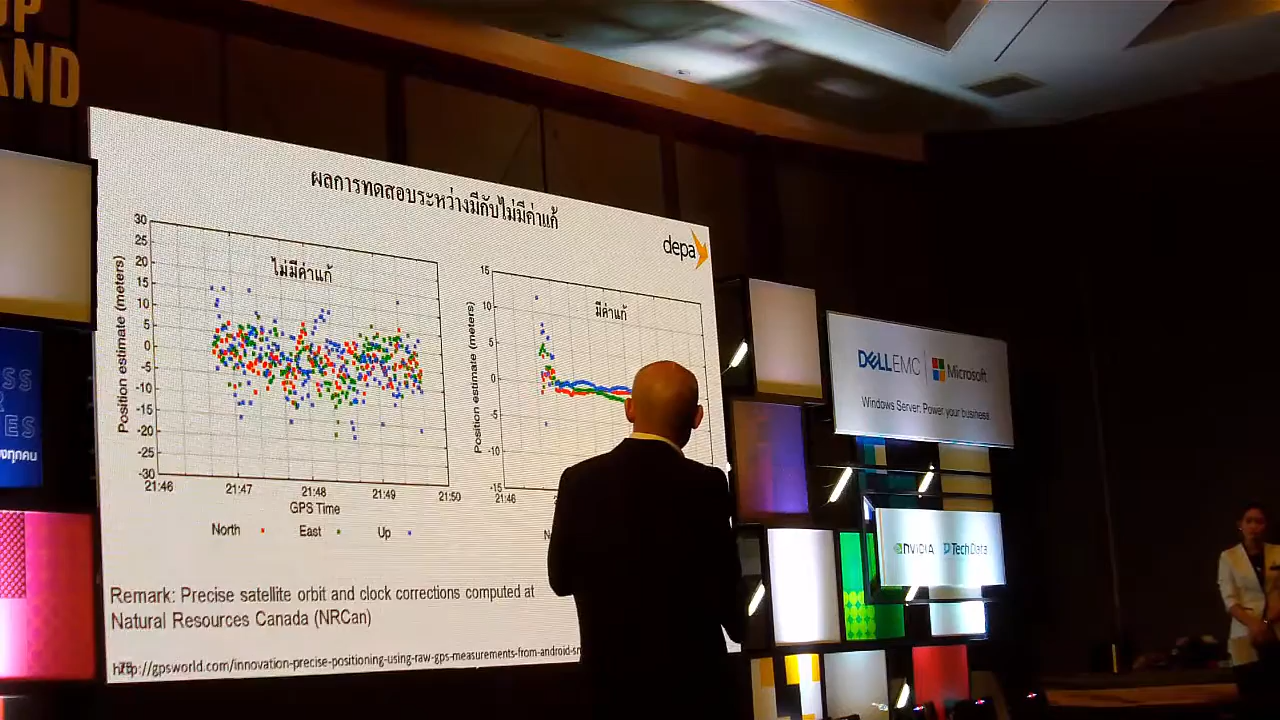 UP
AND
ผลการทดสอบระหว่างมีกับไม่มีค่าแก้
depa
ไม่มีค่าแก้
Position estimate (meters)
30
25
20
15
10
5
0
-5
-10
-15
-20
-25
-30
21:46
21:47
21:48
21:49
21:50
GPS Time
North
East
Up
มีค่าแก้
Position estimate (meters)
15
10
5
0
-5
-10
-15
21:46
N
Remark: Precise satellite orbit and clock corrections computed at
Natural Resources Canada (NRCan)
http://gpsworld.com/innovation-precise-positioning-using-raw-gps-measurements-from-android-sm
DELL EMC
Microsoft
Windows Server: Power your business
NVIDIA
Tech Data
SS
ES